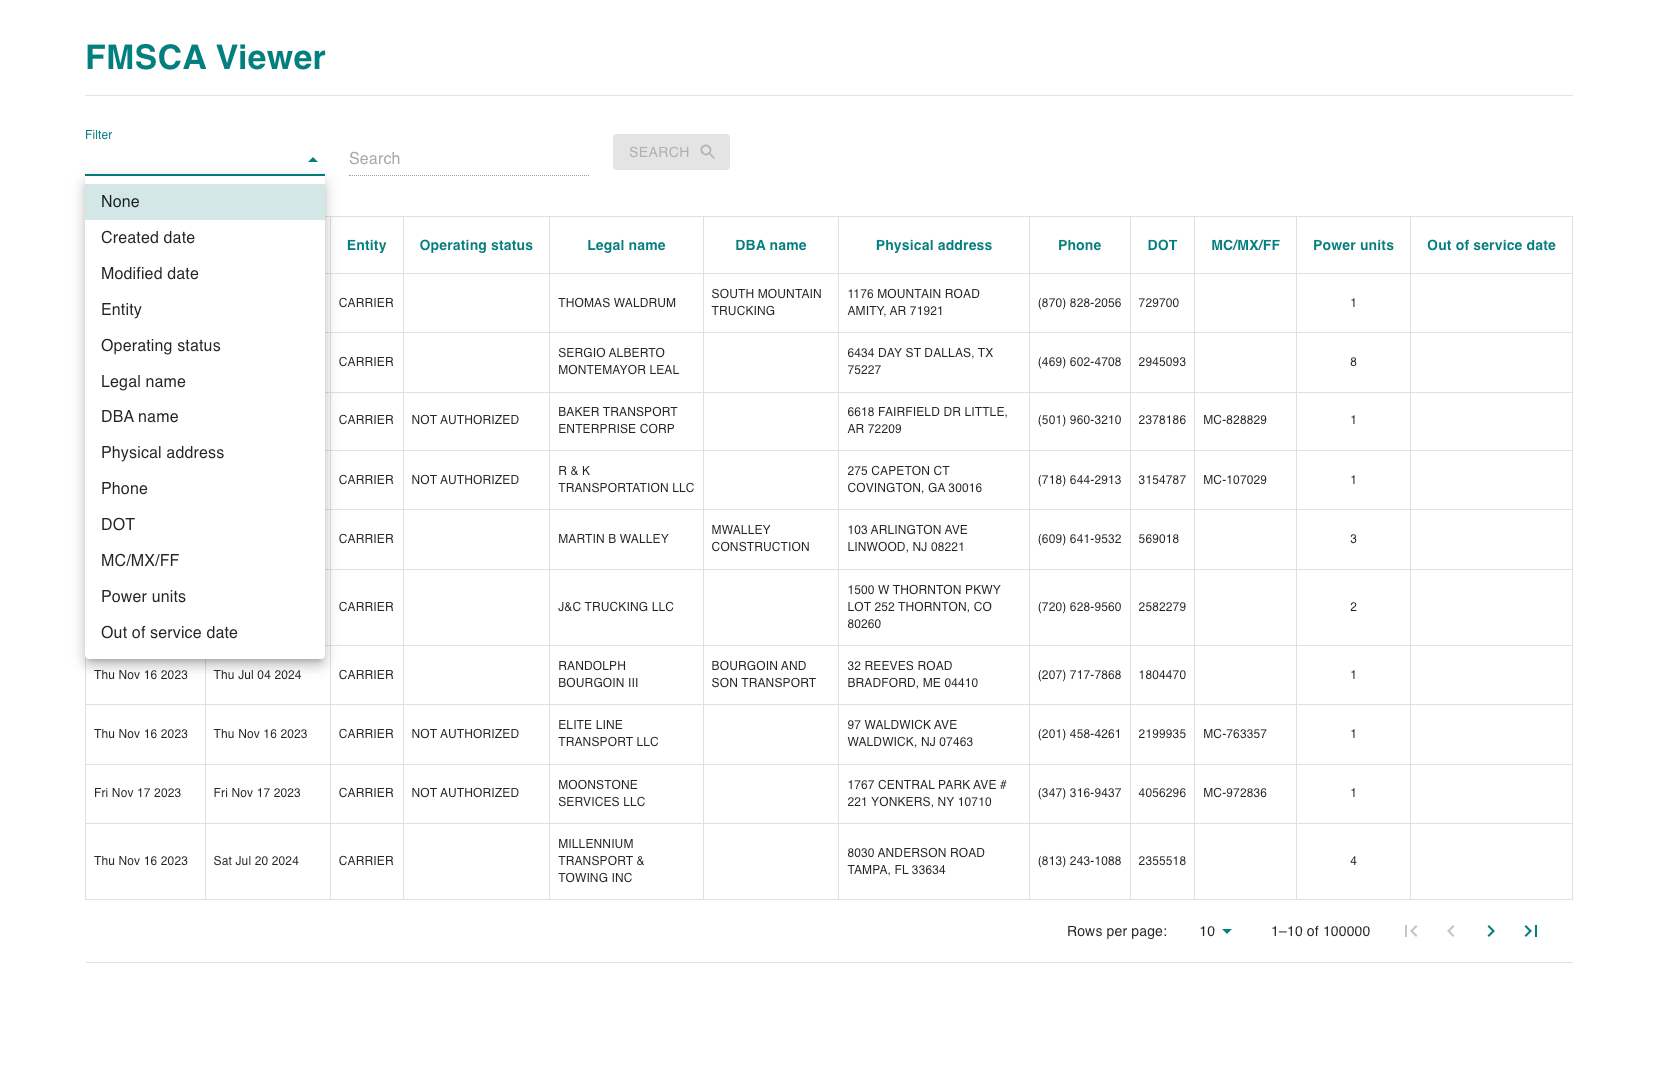 FMSCA Viewer
Filter
Search
SEARCH
None
Created date
Modified date
Entity
Operating status
Legal name
DBA name
Physical address
Phone
DOT
MC/MX/FF
Power units
Out of service date
Entity Operating status Legal name DBA name Physical address Phone DOT MC/MX/FF Power units Out of service date
CARRIER THOMAS WALDRUM SOUTH MOUNTAIN TRUCKING 1176 MOUNTAIN ROAD AMITY, AR 71921 (870) 828-2056 729700 1
CARRIER SERGIO ALBERTO MONTEMAYOR LEAL 6434 DAY ST DALLAS, TX 75227 (469) 602-4708 2945093 8
CARRIER NOT AUTHORIZED BAKER TRANSPORT ENTERPRISE CORP 6618 FAIRFIELD DR LITTLE, AR 72209 (501) 960-3210 2378186 MC-828829 1
CARRIER NOT AUTHORIZED R & K TRANSPORTATION LLC 275 CAPETON CT COVINGTON, GA 30016 (718) 644-2913 3154787 MC-107029 1
CARRIER MARTIN B WALLEY MWALLEY CONSTRUCTION 103 ARLINGTON AVE LINWOOD, NJ 08221 (609) 641-9532 569018 3
CARRIER J&C TRUCKING LLC 1500 W THORNTON PKWY LOT 252 THORNTON, CO 80260 (720) 628-9560 2582279 2
Thu Nov 16 2023 Thu Jul 04 2024 CARRIER RANDOLPH BOURGOIN III BOURGOIN AND SON TRANSPORT 32 REEVES ROAD BRADFORD, ME 04410 (207) 717-7868 1804470 1
Thu Nov 16 2023 Thu Nov 16 2023 CARRIER NOT AUTHORIZED ELITE LINE TRANSPORT LLC 97 WALDWICK AVE WALDWICK, NJ 07463 (201) 458-4261 2199935 MC-763357 1
Fri Nov 17 2023 Fri Nov 17 2023 CARRIER NOT AUTHORIZED MOONSTONE SERVICES LLC 1767 CENTRAL PARK AVE # 221 YONKERS, NY 10710 (347) 316-9437 4056296 MC-972836 1
Thu Nov 16 2023 Sat Jul 20 2024 CARRIER MILLENNIUM TRANSPORT & TOWING INC 8030 ANDERSON ROAD TAMPA, FL 33634 (813) 243-1088 2355518 4
Rows per page: 10 1–10 of 100000